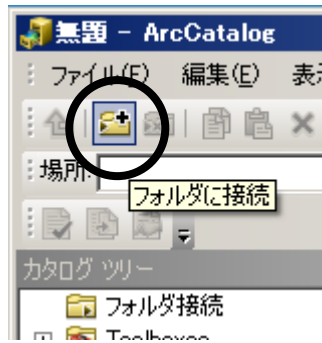 無題 - ArcCatalog
ファイル(F) 編集(E) 表示
場所:
フォルダに接続
カタログ ツリー
フォルダ接続
Toolboxes